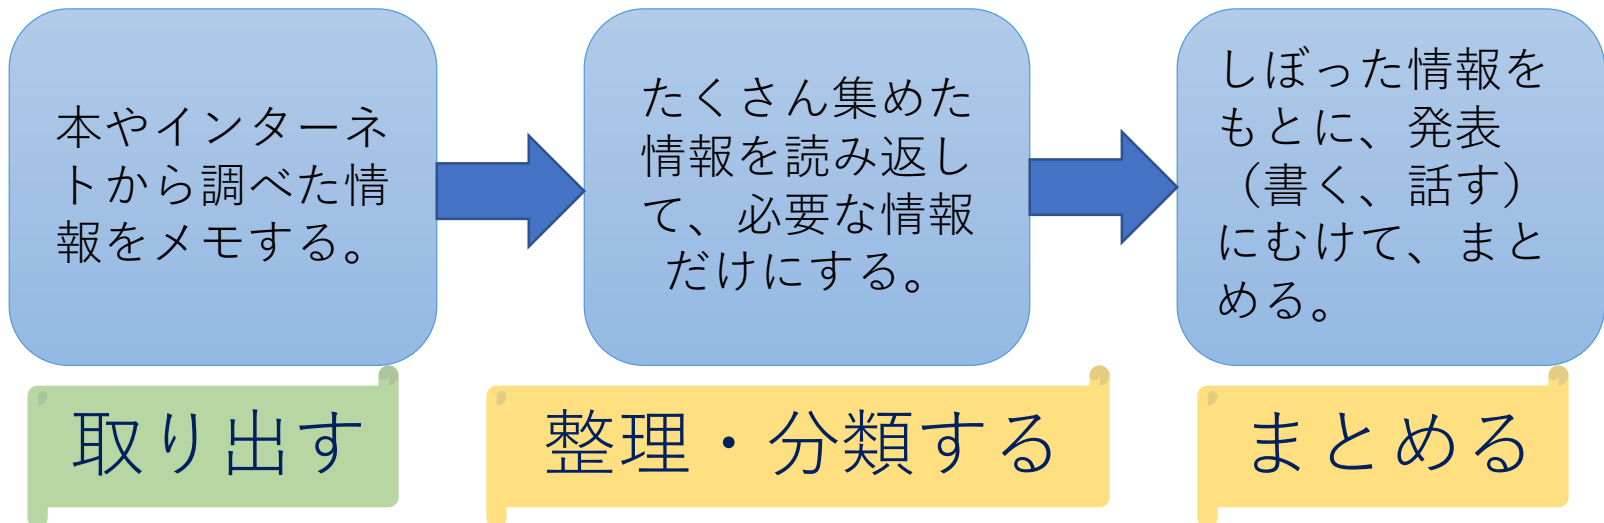 本やインターネ
トから調べた情
報をメモする。
たくさん集めた
情報を読み返し
て、必要な情報
だけにする。
しぼった情報を
もとに、発表
（書く、話す）
にむけて、まと
める。
取り出す
整理・分類する
まとめる